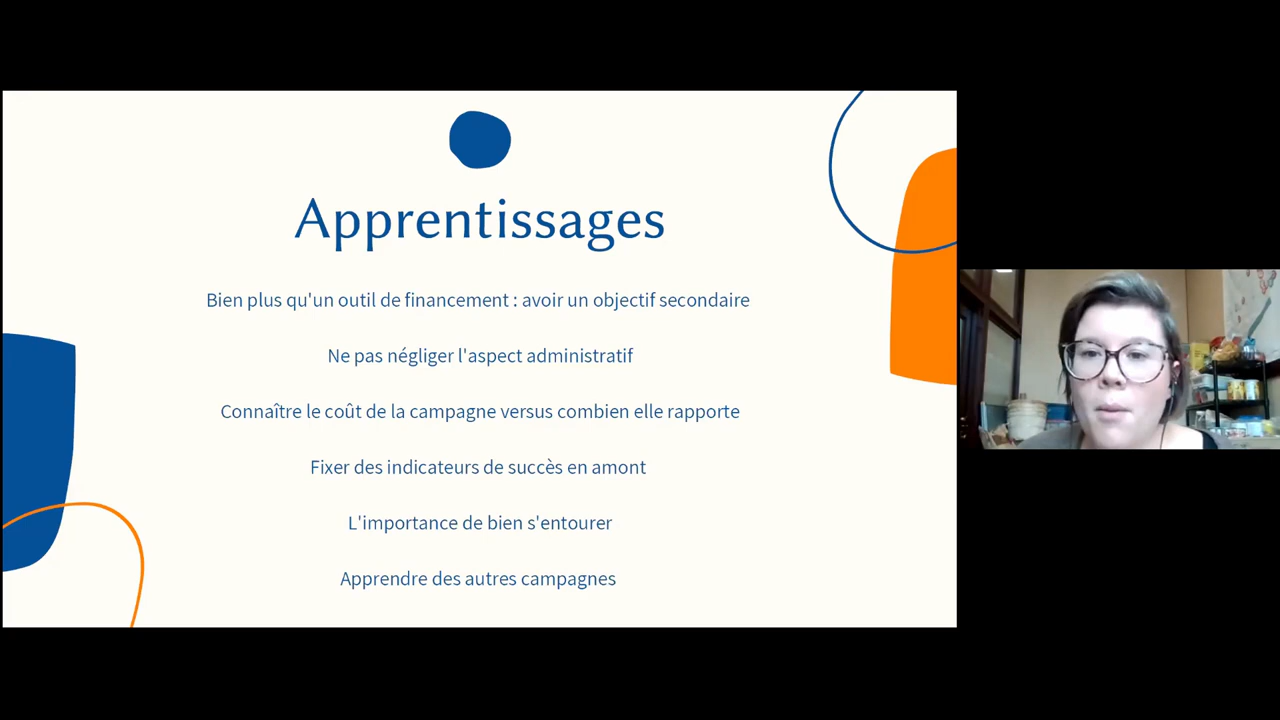 Apprentissages
Bien plus qu'un outil de financement : avoir un objectif secondaire
Ne pas négliger l'aspect administratif
Connaître le coût de la campagne versus combien elle rapporte
Fixer des indicateurs de succès en amont
L'importance de bien s'entourer
Apprendre des autres campagnes